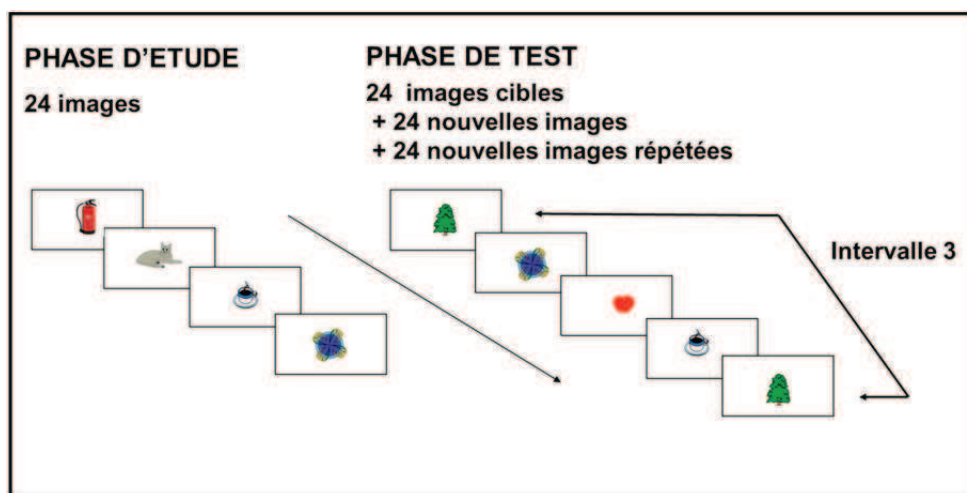 PHASE D'ETUDE
24 images
PHASE DE TEST
24 images cibles
+ 24 nouvelles images
+ 24 nouvelles images répétées
Intervalle 3